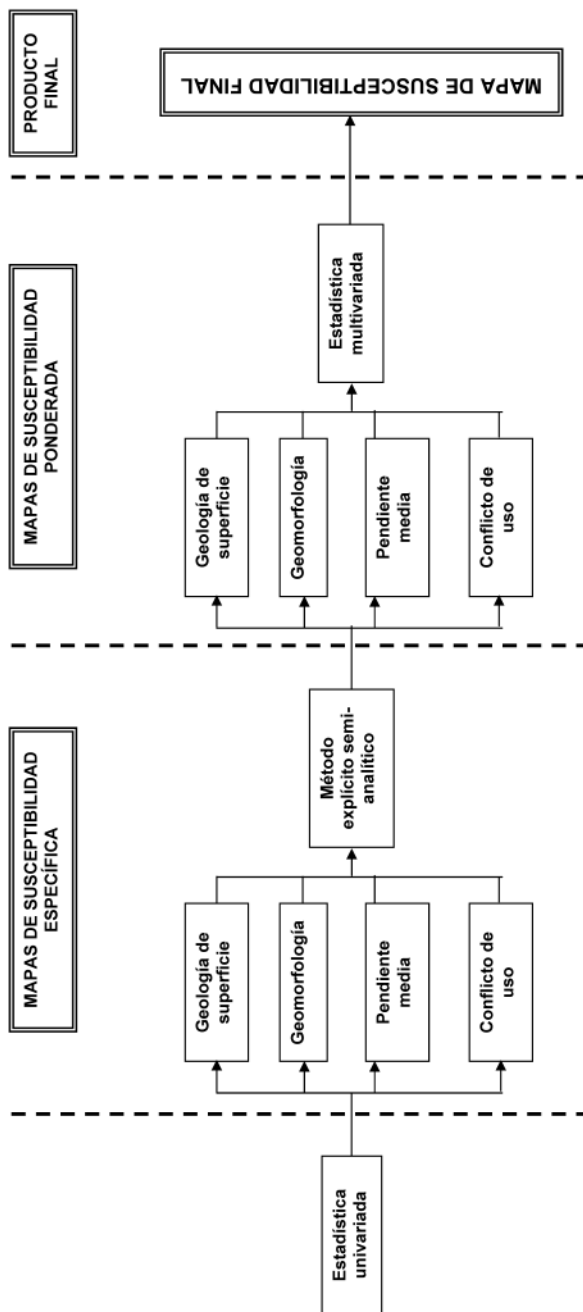 MAPAS DE SUSCEPTIBILIDAD
ESPECÍFICA
MAPAS DE SUSCEPTIBILIDAD
PONDERADA
PRODUCTO
FINAL
Estadística
univariada
Geología de
superficie
Geomorfología
Pendiente
media
Conflicto de
uso
Método
explícito semi-
analítico
Geología de
superficie
Geomorfología
Pendiente
media
Conflicto de
uso
Estadística
multivariada
MAPA DE SUSCEPTIBILIDAD FINAL